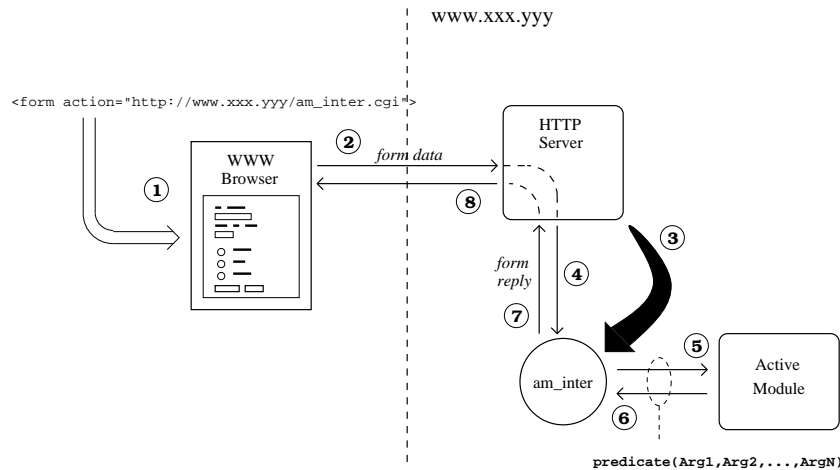 www.xxx.yyy
<form action="http://www.xxx.yyy/am_inter.cgi">
HTTP
Server
2
form data
WWW
Browser
1
8
3
form
reply
4
7
5
am_inter
Active
Module
6
predicate(Arg1,Arg2,...,ArgN)